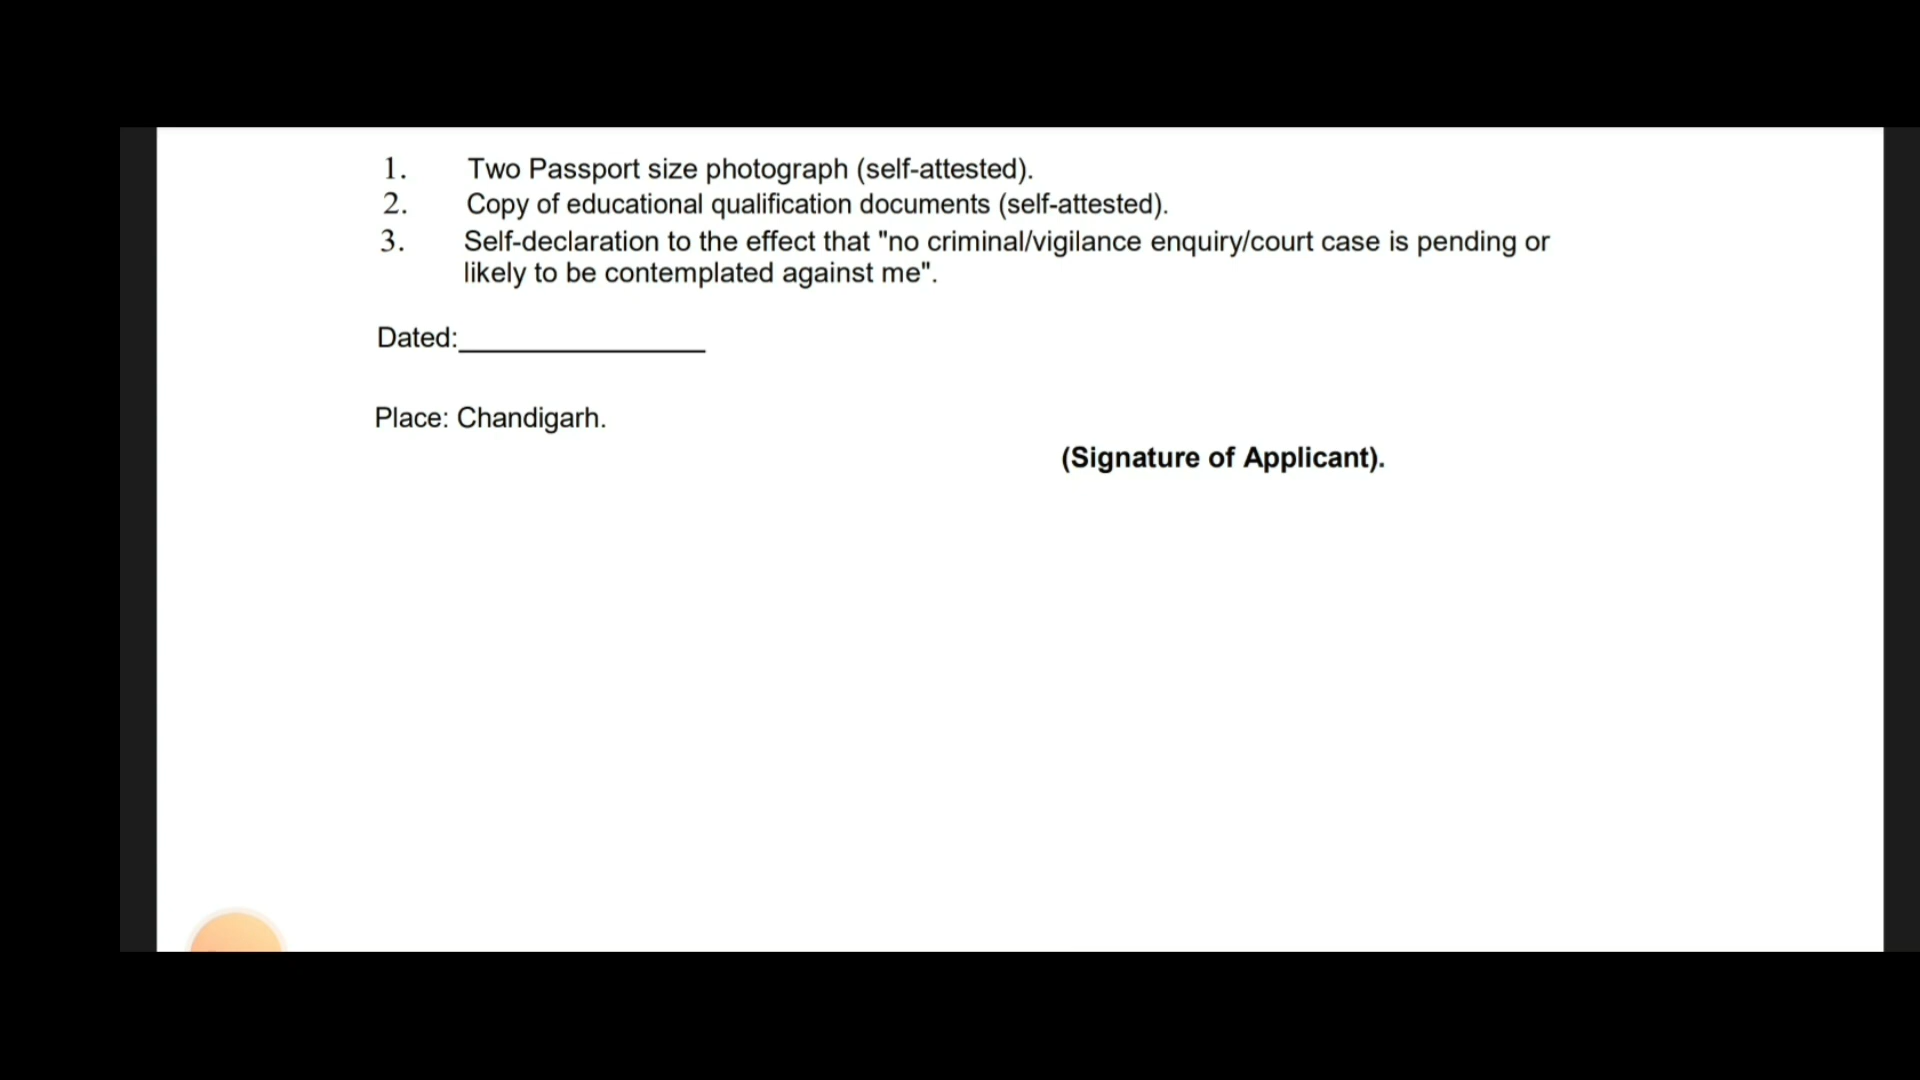 1. Two Passport size photograph (self-attested).
2. Copy of educational qualification documents (self-attested).
3. Self-declaration to the effect that "no criminal/vigilance enquiry/court case is pending or
likely to be contemplated against me".
Dated:_________________
Place: Chandigarh.
(Signature of Applicant).